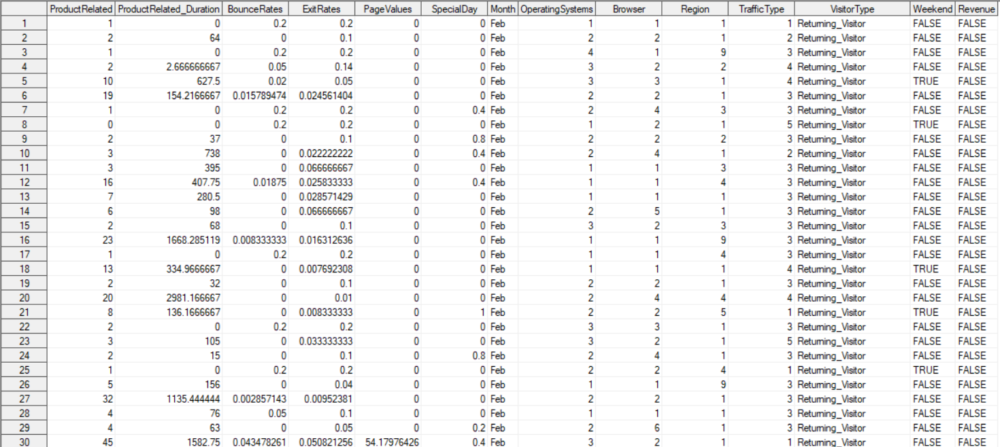 ProductRelated ProductRelated_Duration BounceRates ExitRates PageValues SpecialDay Month OperatingSystems Browser Region TrafficType VisitorType Weekend Revenue
1 1 0 0.2 0.2 0 0 Feb 1 1 1 1 Returning_Visitor FALSE FALSE
2 2 64 0 0.1 0 0 Feb 2 2 1 2 Returning_Visitor FALSE FALSE
3 1 0 0.2 0.2 0 0 Feb 4 1 9 3 Returning_Visitor FALSE FALSE
4 2 2.666666667 0.05 0.14 0 0 Feb 3 2 2 4 Returning_Visitor FALSE FALSE
5 10 627.5 0.02 0.05 0 0 Feb 3 3 1 4 Returning_Visitor TRUE FALSE
6 19 154.2166667 0.015789474 0.024561404 0 0 Feb 2 2 1 3 Returning_Visitor FALSE FALSE
7 1 0 0.2 0.2 0 0.4 Feb 2 4 3 3 Returning_Visitor FALSE FALSE
8 0 0 0.2 0.2 0 0 Feb 1 2 1 5 Returning_Visitor TRUE FALSE
9 2 37 0 0.1 0 0.8 Feb 2 2 2 3 Returning_Visitor FALSE FALSE
10 3 738 0 0.022222222 0 0.4 Feb 2 4 1 2 Returning_Visitor FALSE FALSE
11 3 395 0 0.066666667 0 0 Feb 1 1 3 3 Returning_Visitor FALSE FALSE
12 16 407.75 0.01875 0.025833333 0 0.4 Feb 1 1 4 3 Returning_Visitor FALSE FALSE
13 7 280.5 0 0.028571429 0 0 Feb 1 1 1 3 Returning_Visitor FALSE FALSE
14 6 98 0 0.066666667 0 0 Feb 2 5 1 3 Returning_Visitor FALSE FALSE
15 2 68 0 0.1 0 0 Feb 3 2 3 3 Returning_Visitor FALSE FALSE
16 23 1668.285119 0.008333333 0.016312636 0 0 Feb 1 1 9 3 Returning_Visitor FALSE FALSE
17 1 0 0.2 0.2 0 0 Feb 1 1 4 3 Returning_Visitor FALSE FALSE
18 13 334.9666667 0 0.007692308 0 0 Feb 1 1 1 4 Returning_Visitor TRUE FALSE
19 2 32 0 0.1 0 0 Feb 2 2 1 3 Returning_Visitor FALSE FALSE
20 20 2981.166667 0 0.01 0 0 Feb 2 4 4 4 Returning_Visitor FALSE FALSE
21 8 136.1666667 0 0.008333333 0 1 Feb 2 2 5 1 Returning_Visitor TRUE FALSE
22 2 0 0.2 0.2 0 0 Feb 3 3 1 3 Returning_Visitor FALSE FALSE
23 3 105 0 0.033333333 0 0 Feb 3 2 1 5 Returning_Visitor FALSE FALSE
24 2 15 0 0.1 0 0.8 Feb 2 4 1 3 Returning_Visitor FALSE FALSE
25 1 0 0.2 0.2 0 0 Feb 2 2 4 1 Returning_Visitor TRUE FALSE
26 5 156 0 0.04 0 0 Feb 1 1 9 3 Returning_Visitor FALSE FALSE
27 32 1135.444444 0.002857143 0.00952381 0 0 Feb 2 2 1 3 Returning_Visitor FALSE FALSE
28 4 76 0.05 0.1 0 0 Feb 1 1 1 3 Returning_Visitor FALSE FALSE
29 4 63 0 0.05 0 0.2 Feb 2 6 1 3 Returning_Visitor FALSE FALSE
30 45 1582.75 0.043478261 0.050821256 54.17976426 0.4 Feb 3 2 1 1 Returning_Visitor FALSE FALSE